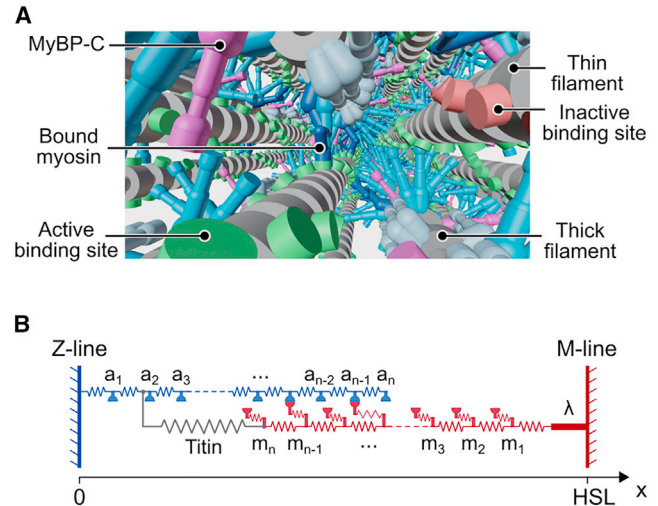 A
MyBP-C
Thin
filament
Inactive
binding site
Bound
myosin
Active
binding site
Thick
filament
B
Z-line
M-line
a1 a2 a3 ... an-2 an-1 an
λ
Titin
mn mn-1 ... m3 m2 m1
0
HSL
x